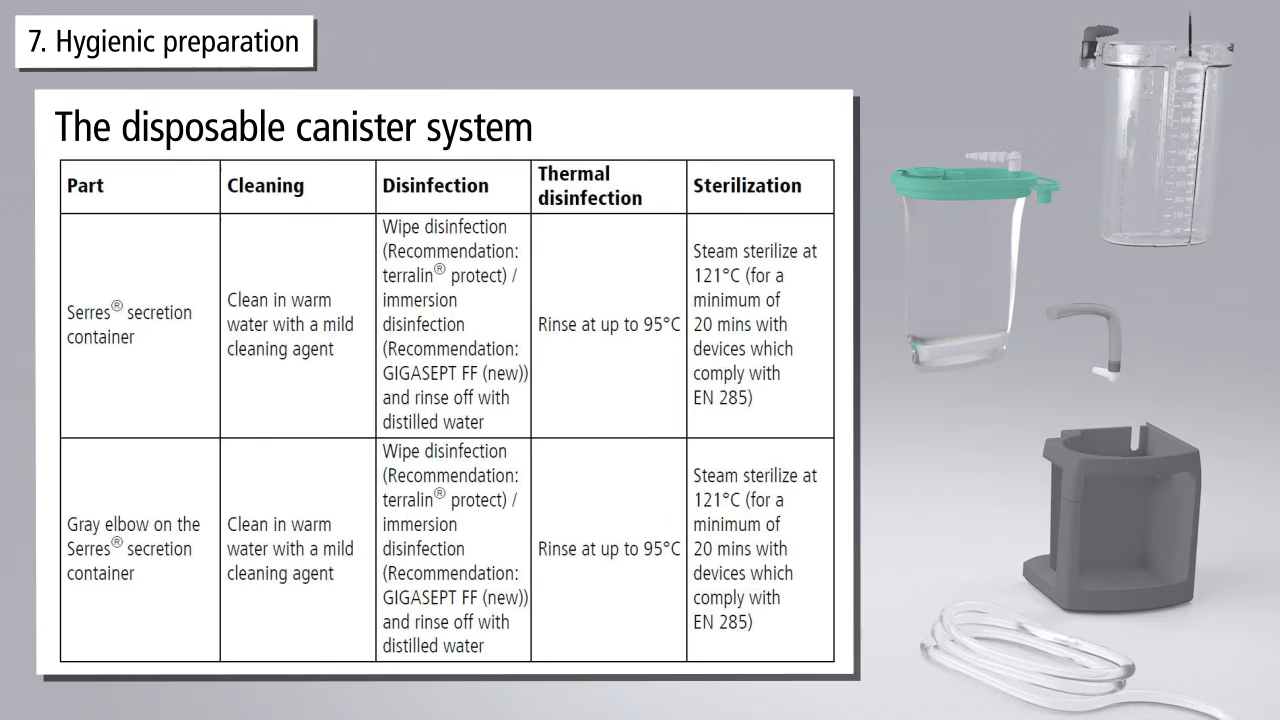 7. Hygienic preparation
The disposable canister system
Part
Cleaning
Disinfection
Thermal
disinfection
Sterilization
Serres® secretion
container
Clean in warm
water with a mild
cleaning agent
Wipe disinfection
(Recommendation:
terralin® protect) /
immersion
disinfection
(Recommendation:
GIGASEPT FF (new))
and rinse off with
distilled water
Rinse at up to 95°C
Steam sterilize at
121°C (for a
minimum of
20 mins with
devices which
comply with
EN 285)
Gray elbow on the
Serres® secretion
container
Clean in warm
water with a mild
cleaning agent
Wipe disinfection
(Recommendation:
terralin® protect) /
immersion
disinfection
(Recommendation:
GIGASEPT FF (new))
and rinse off with
distilled water
Rinse at up to 95°C
Steam sterilize at
121°C (for a
minimum of
20 mins with
devices which
comply with
EN 285)